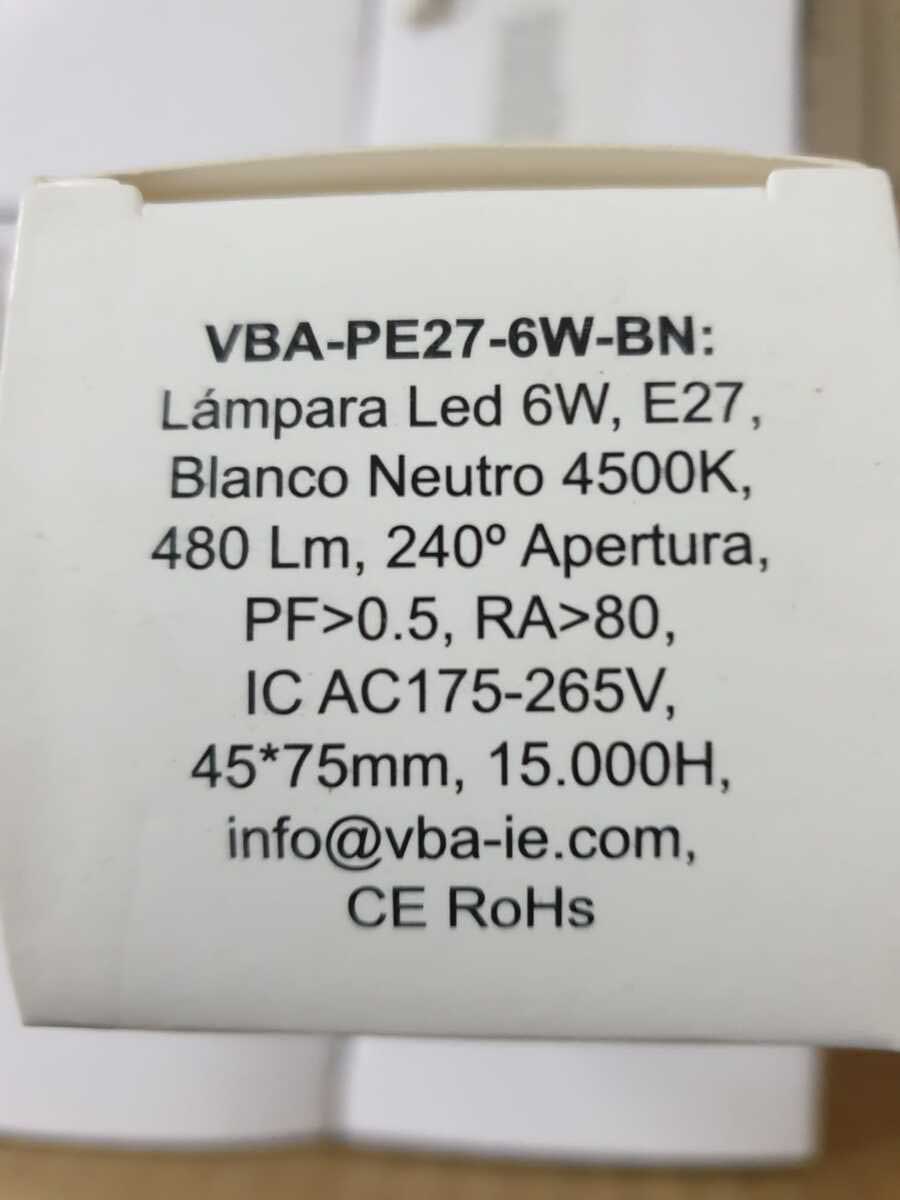 VBA-PE27-6W-BN:
Lámpara Led 6W, E27,
Blanco Neutro 4500K,
480 Lm, 240º Apertura,
PF>0.5, RA>80,
IC AC175-265V,
45*75mm, 15.000H,
info@vba-ie.com,
CE RoHs